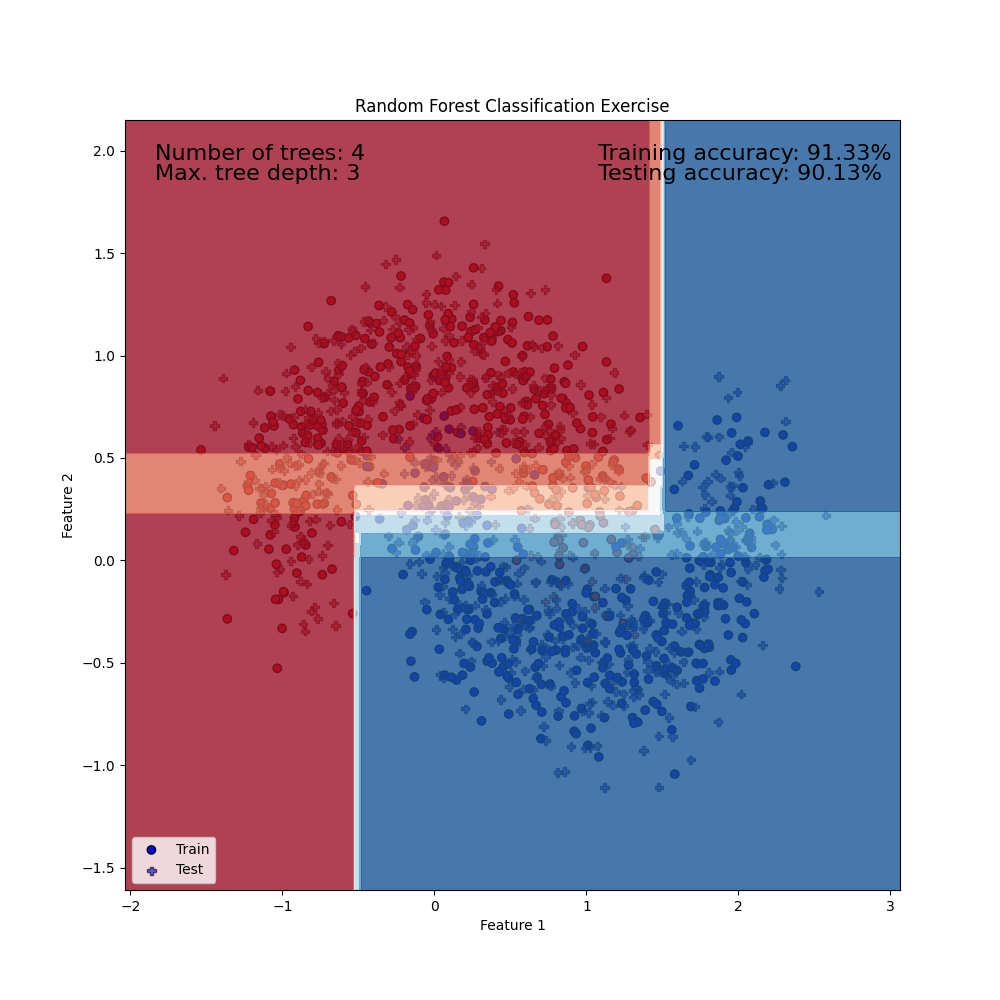 Random Forest Classification Exercise
Number of trees: 4
Max. tree depth: 3
Training accuracy: 91.33%
Testing accuracy: 90.13%
2.0
1.5
1.0
0.5
0.0
−0.5
−1.0
−1.5
Feature 2
Train
Test
−2
−1
0
1
2
3
Feature 1